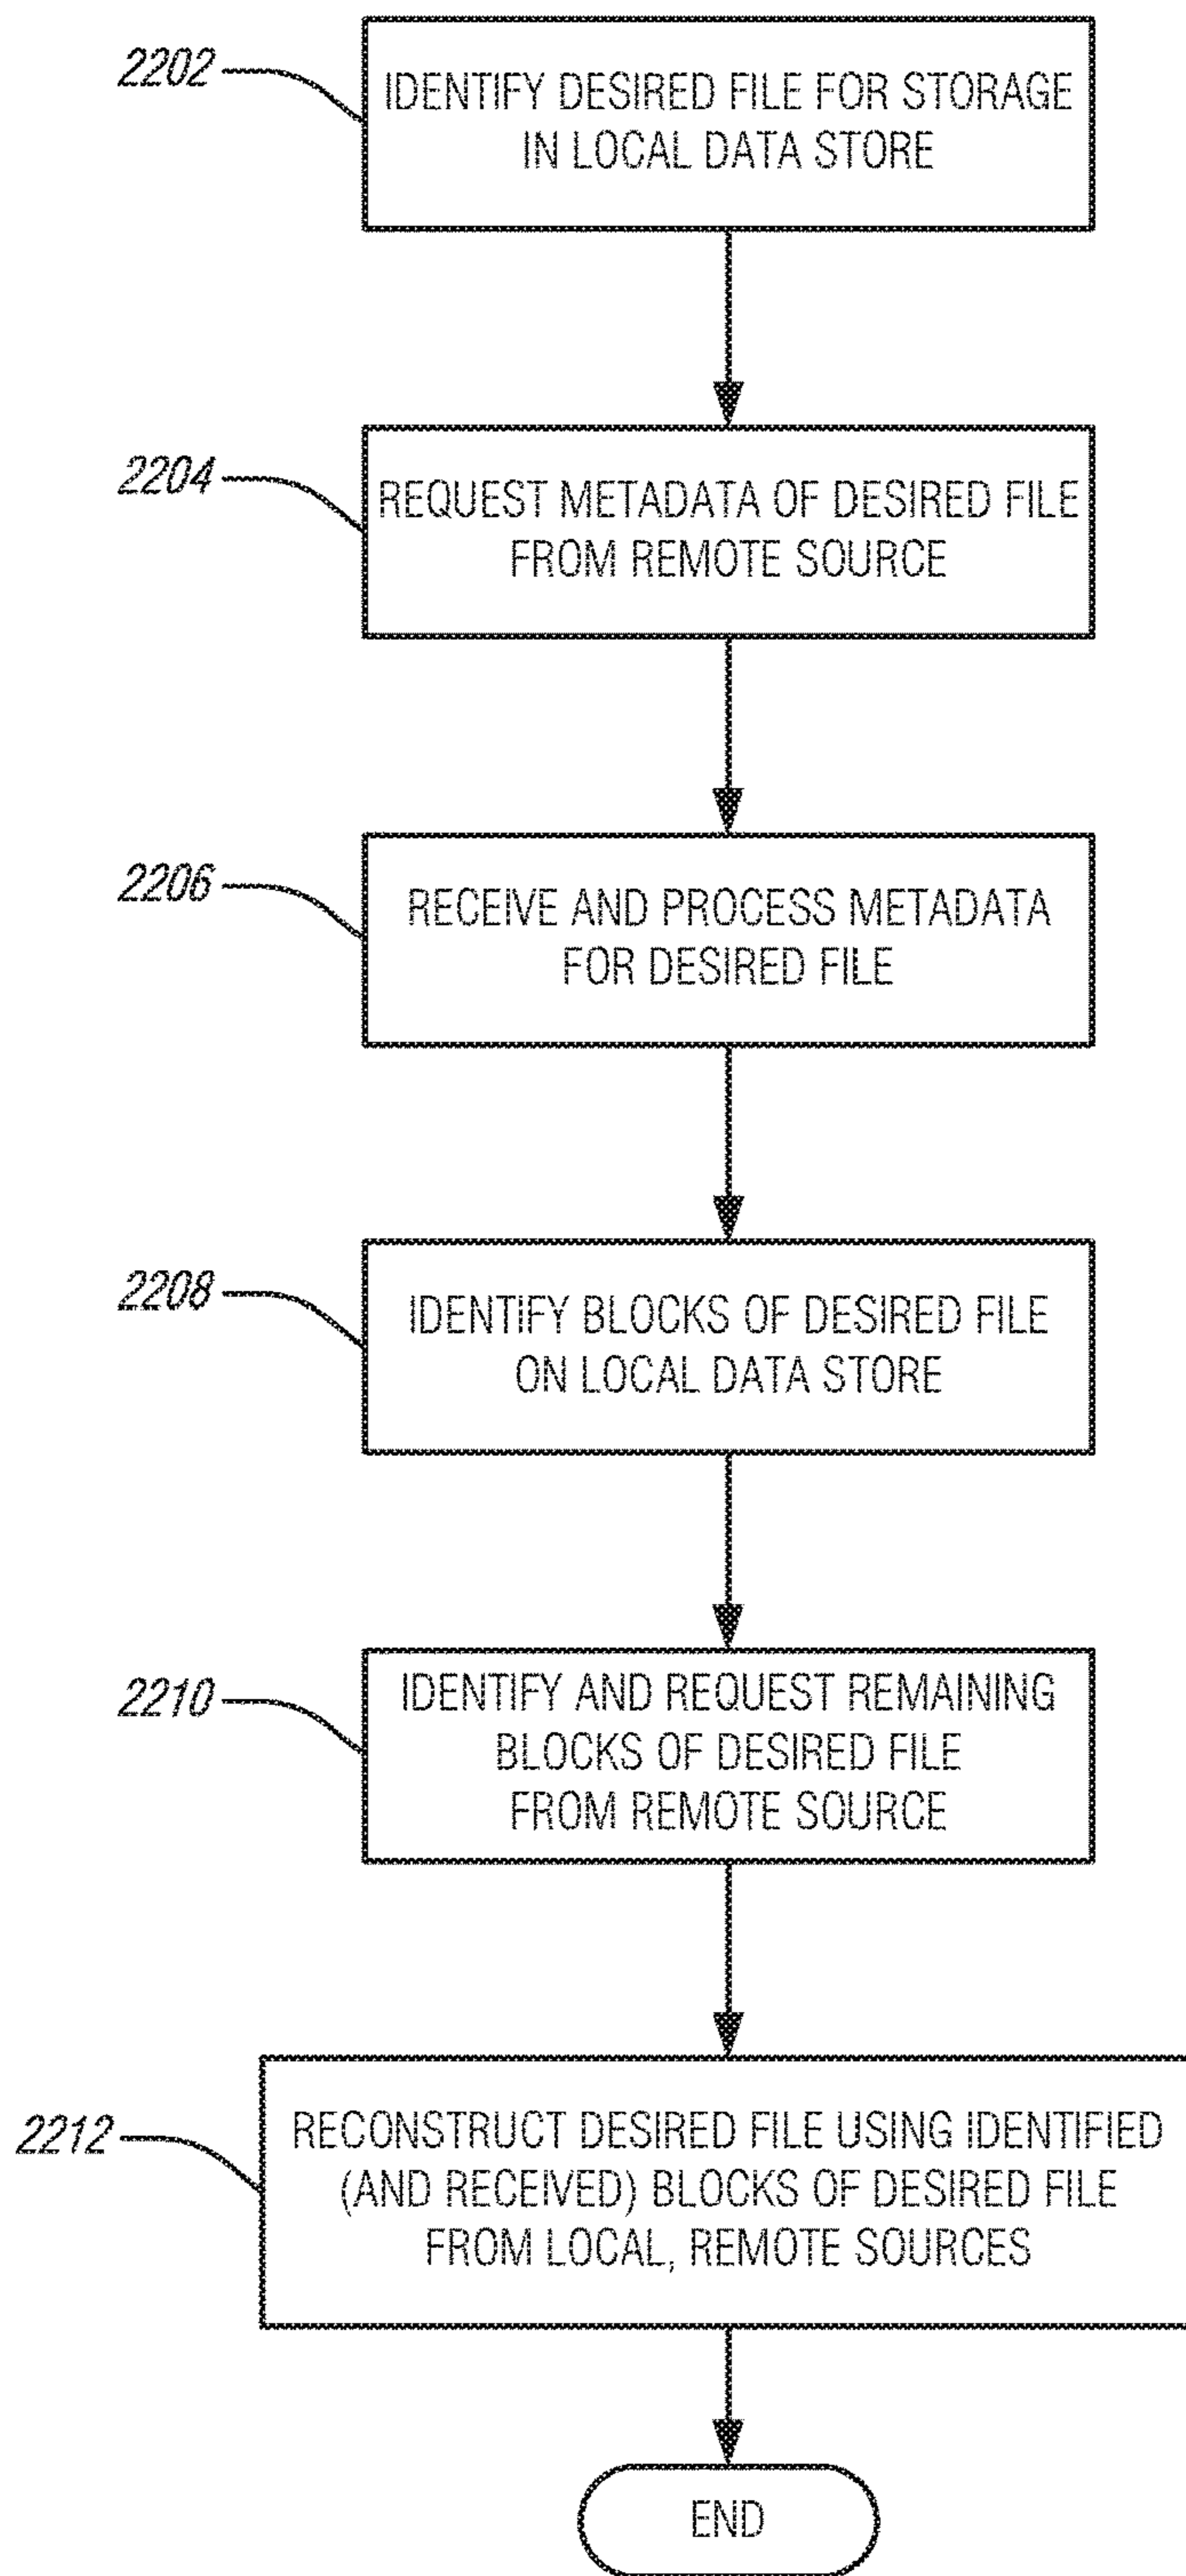 2202
IDENTIFY DESIRED FILE FOR STORAGE
IN LOCAL DATA STORE
2204
REQUEST METADATA OF DESIRED FILE
FROM REMOTE SOURCE
2206
RECEIVE AND PROCESS METADATA
FOR DESIRED FILE
2208
IDENTIFY BLOCKS OF DESIRED FILE
ON LOCAL DATA STORE
2210
IDENTIFY AND REQUEST REMAINING
BLOCKS OF DESIRED FILE
FROM REMOTE SOURCE
2212
RECONSTRUCT DESIRED FILE USING IDENTIFIED
(AND RECEIVED) BLOCKS OF DESIRED FILE
FROM LOCAL, REMOTE SOURCES
END